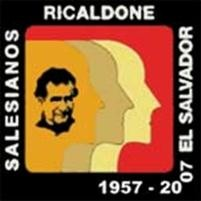 SALESIANOS
RICALDONE
EL SALVADOR
1957 - 2007